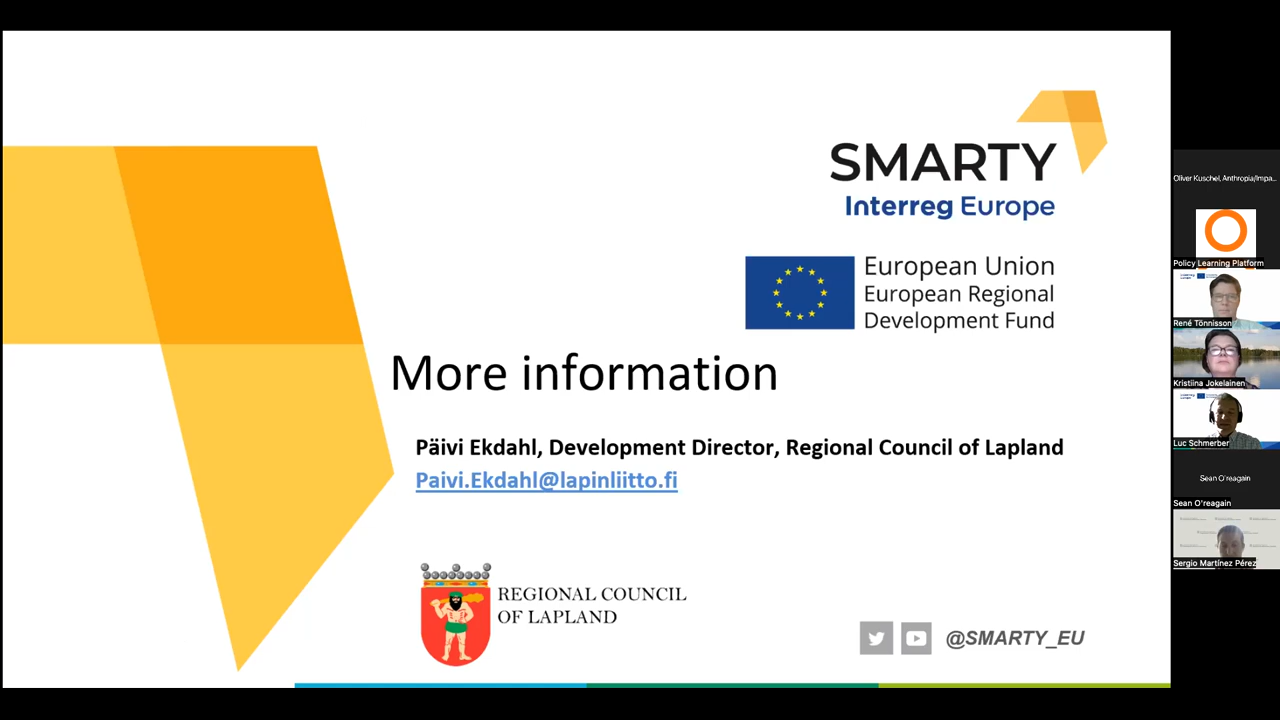 SMARTY
Interreg Europe
European Union
European Regional
Development Fund
More information
Päivi Ekdahl, Development Director, Regional Council of Lapland
Paivi.Ekdahl@lapinliitto.fi
REGIONAL COUNCIL
OF LAPLAND
@SMARTY_EU
Oliver Kuschel, Anthropia/Impa...
Policy Learning Platform
René Tõnnisson
Kristiina Jokelainen
Luc Schmerber
Sean O'reagain
Sean O'reagain
Sergio Martínez Pérez